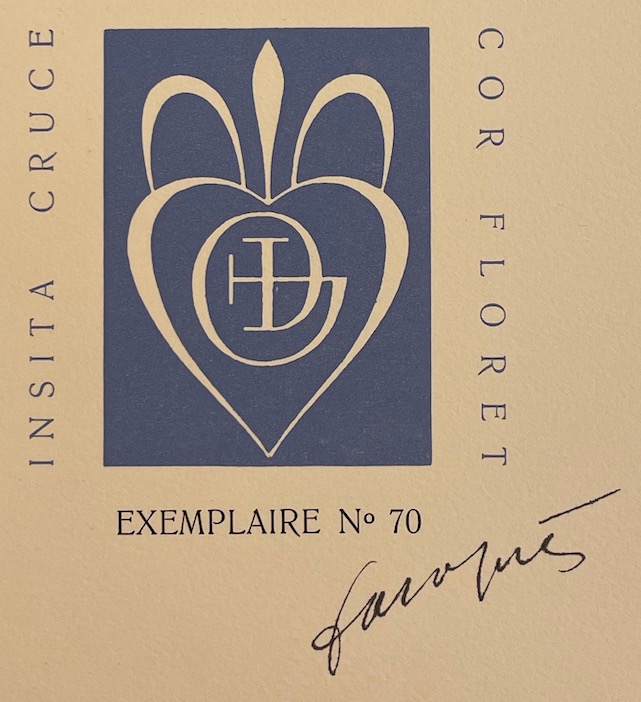 INSITA CRUCE
COR FLORET
EXEMPLAIRE Nº 70